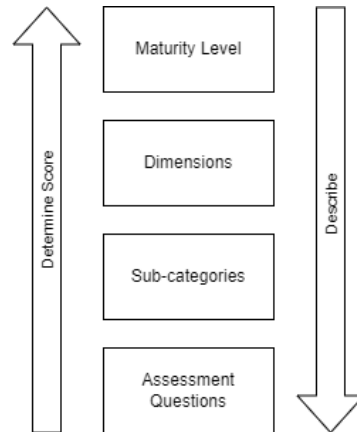 Maturity Level
Determine Score
Dimensions
Describe
Sub-categories
Assessment
Questions